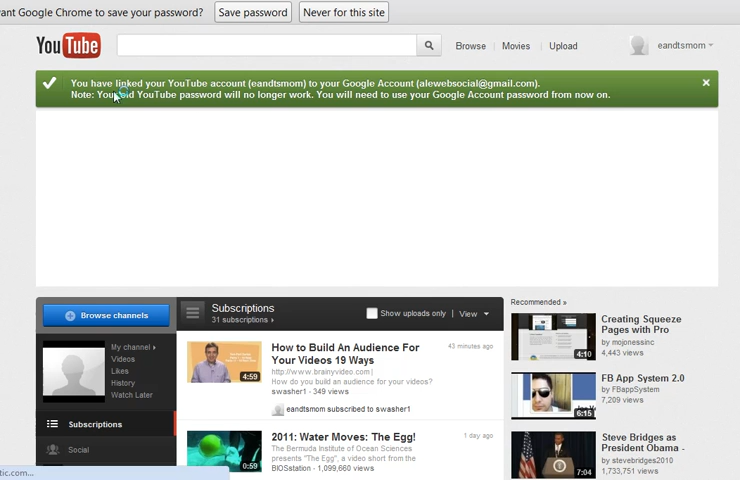 ant Google Chrome to save your password? Save password Never for this site
YouTube Browse Movies Upload eandtsmom
You have linked your YouTube account (eandtsmom) to your Google Account (alewebsocial@gmail.com).
Note: Your old YouTube password will no longer work. You will need to use your Google Account password from now on.
Browse channels
My channel
Videos
Likes
History
Watch Later
Subscriptions
Social
tic.com...
Subscriptions
31 subscriptions
Show uploads only | View
How to Build An Audience For
Your Videos 19 Ways
43 minutes ago
http://www.brainyvideo.com|
How do you build an audience for your videos?
swasher1 - 349 views
4:59
eandtsmom subscribed to swasher1
2011: Water Moves: The Egg!
1 day ago
The Bermuda Institute of Ocean Sciences
presents "The Egg", a video short from the
BIOSstation - 1,099,660 views
0:59
Recommended »
Creating Squeeze
Pages with Pro
by mojonessinc
4,443 views
4:10
FB App System 2.0
by FBappSystem
7,209 views
6:15
Steve Bridges as
President Obama -
by stevebridges2010
1,733,751 views
7:04